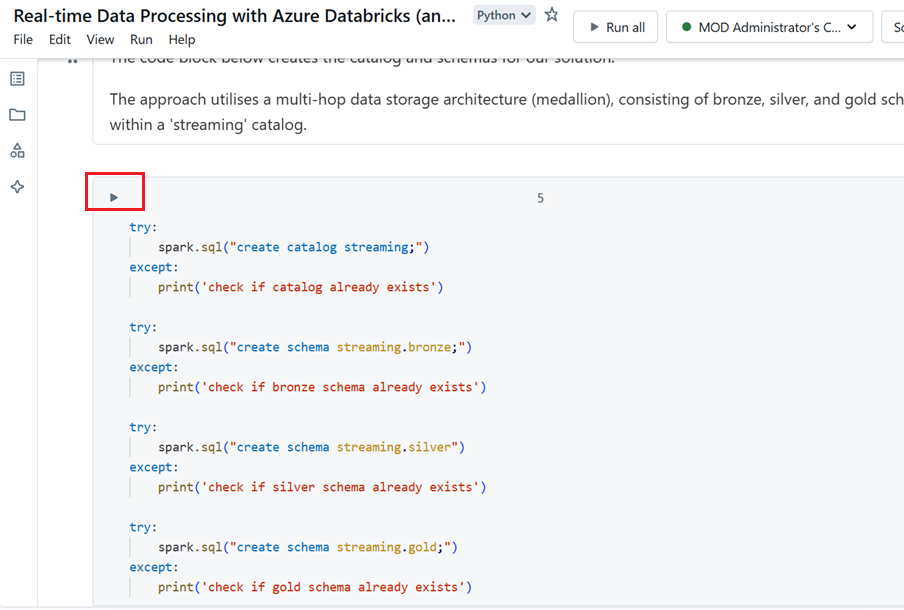 Real-time Data Processing with Azure Databricks (an...
Python
Run all
MOD Administrator's C...
Sc
File Edit View Run Help
The code block below creates the catalog and schemas for our solution.
The approach utilises a multi-hop data storage architecture (medallion), consisting of bronze, silver, and gold sch
within a 'streaming' catalog.
5
try:
    spark.sql("create catalog streaming;")
except:
    print('check if catalog already exists')
try:
    spark.sql("create schema streaming.bronze;")
except:
    print('check if bronze schema already exists')
try:
    spark.sql("create schema streaming.silver")
except:
    print('check if silver schema already exists')
try:
    spark.sql("create schema streaming.gold;")
except:
    print('check if gold schema already exists')